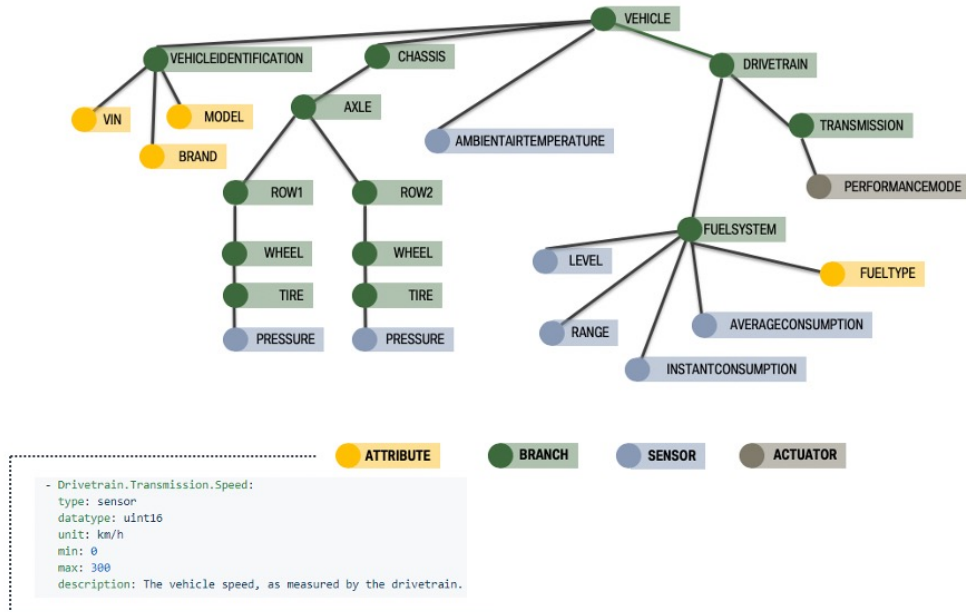 VEHICLE
VEHICLEIDENTIFICATION
CHASSIS
DRIVETRAIN
VIN
MODEL
AXLE
BRAND
AMBIENTAIRTEMPERATURE
TRANSMISSION
ROW1
ROW2
PERFORMANCEMODE
FUELSYSTEM
WHEEL
WHEEL
LEVEL
FUELTYPE
TIRE
TIRE
RANGE
AVERAGECONSUMPTION
PRESSURE
PRESSURE
INSTANTCONSUMPTION
ATTRIBUTE
BRANCH
SENSOR
ACTUATOR
- Drivetrain.Transmission.Speed:
type: sensor
datatype: uint16
unit: km/h
min: 0
max: 300
description: The vehicle speed, as measured by the drivetrain.